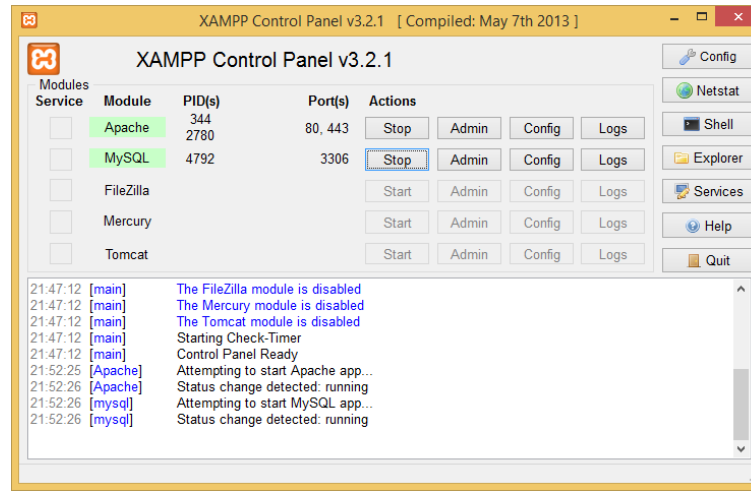 XAMPP Control Panel v3.2.1 [ Compiled: May 7th 2013 ]
XAMPP Control Panel v3.2.1
Config
Modules
Service Module PID(s) Port(s) Actions
Netstat
Apache 344 2780 80, 443 Stop Admin Config Logs
Shell
MySQL 4792 3306 Stop Admin Config Logs
Explorer
FileZilla Start Admin Config Logs
Services
Mercury Start Admin Config Logs
Help
Tomcat Start Admin Config Logs
Quit
21:47:12 [main] The FileZilla module is disabled
21:47:12 [main] The Mercury module is disabled
21:47:12 [main] The Tomcat module is disabled
21:47:12 [main] Starting Check-Timer
21:47:12 [main] Control Panel Ready
21:52:25 [Apache] Attempting to start Apache app...
21:52:26 [Apache] Status change detected: running
21:52:26 [mysql] Attempting to start MySQL app...
21:52:26 [mysql] Status change detected: running